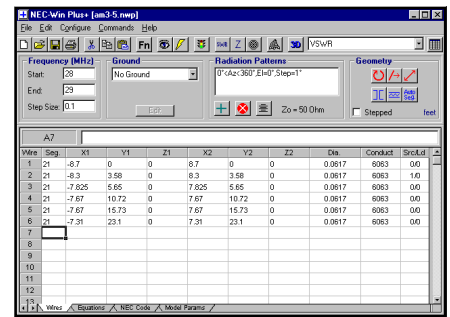 NEC-Win Plus+ [am3-5.nwp]
File Edit Configure Commands Help
Fn Z 3D VSWR
Frequency (MHz) Ground Radiation Patterns Geometry
Start: 28 No Ground 0°<Az<360°,El=0°,Step=1°
End: 29
Step Size: 0.1 Edit Zo = 50 Ohm Auto Seg Stepped feet
A7
Wire Seg. X1 Y1 Z1 X2 Y2 Z2 Dia. Conduct Src/Ld
1 21 -8.7 0 0 8.7 0 0 0.0617 6063 0/0
2 21 -8.3 3.58 0 8.3 3.58 0 0.0617 6063 1/0
3 21 -7.825 5.65 0 7.825 5.65 0 0.0617 6063 0/0
4 21 -7.67 10.72 0 7.67 10.72 0 0.0617 6063 0/0
5 21 -7.67 15.73 0 7.67 15.73 0 0.0617 6063 0/0
6 21 -7.31 23.1 0 7.31 23.1 0 0.0617 6063 0/0
7
8
9
10
11
12
13
Wires Equations NEC Code Model Params